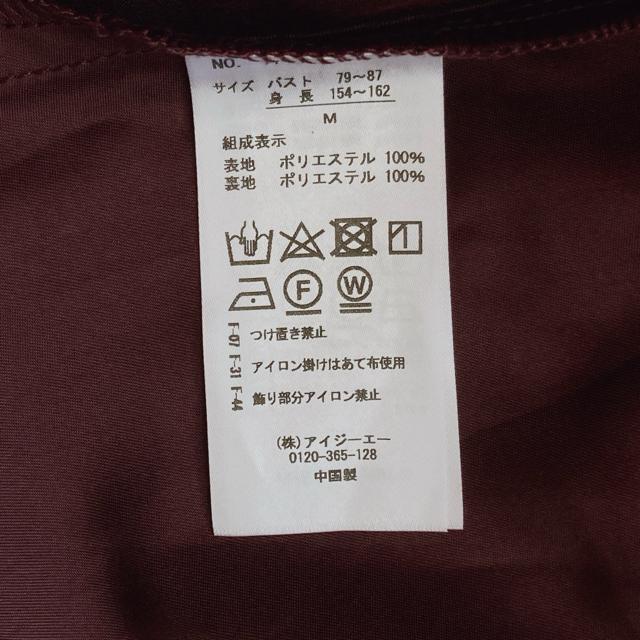 NO.
サイズ バスト 79～87
身長 154～162
M
組成表示
表地 ポリエステル 100%
裏地 ポリエステル 100%
F W
F-07 つけ置き禁止
F-31 アイロン掛けはあて布使用
F-44 飾り部分アイロン禁止
(株)アイジーエー
0120-365-128
中国製